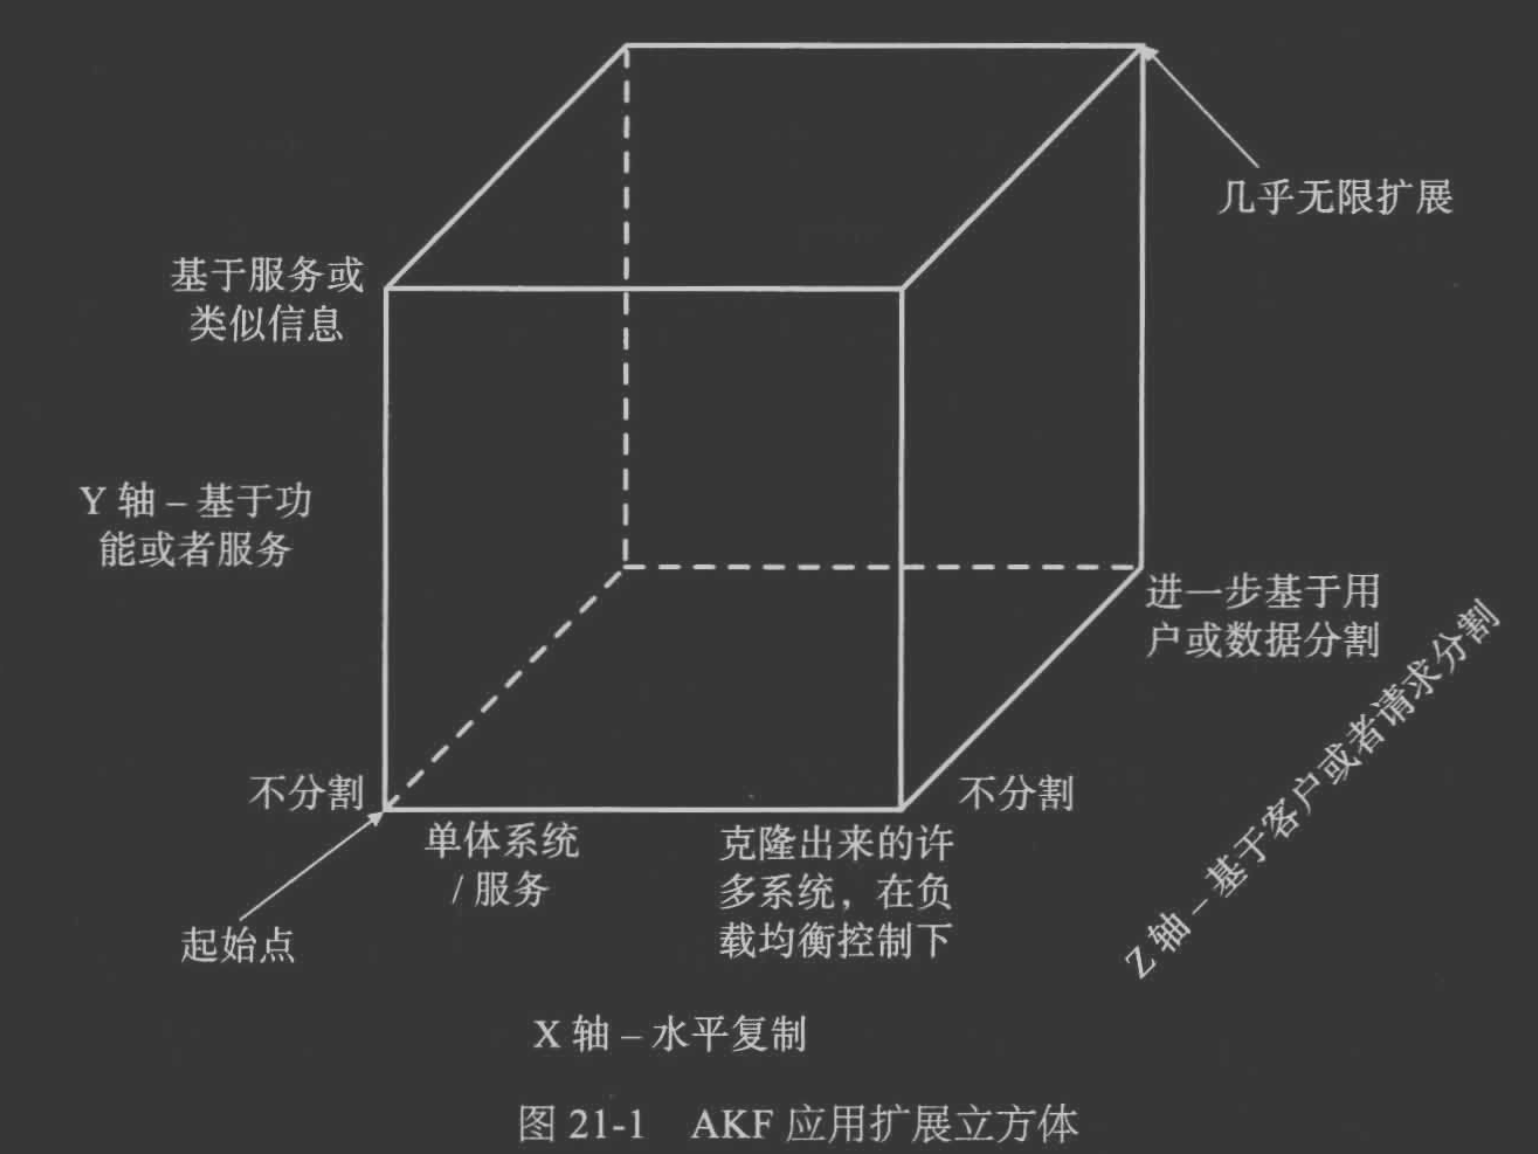 几乎无限扩展
基于服务或
类似信息
Y 轴 – 基于功
能或者服务
进一步基于用
户或数据分割
不分割
不分割
单体系统
/ 服务
克隆出来的许
多系统，在负
载均衡控制下
起始点
Z 轴 – 基于客户或者请求分割
X 轴 – 水平复制
图 21-1 AKF 应用扩展立方体